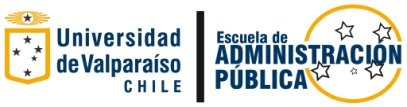 Universidad
de Valparaíso
CHILE
Escuela de
ADMINISTRACIÓN
PÚBLICA